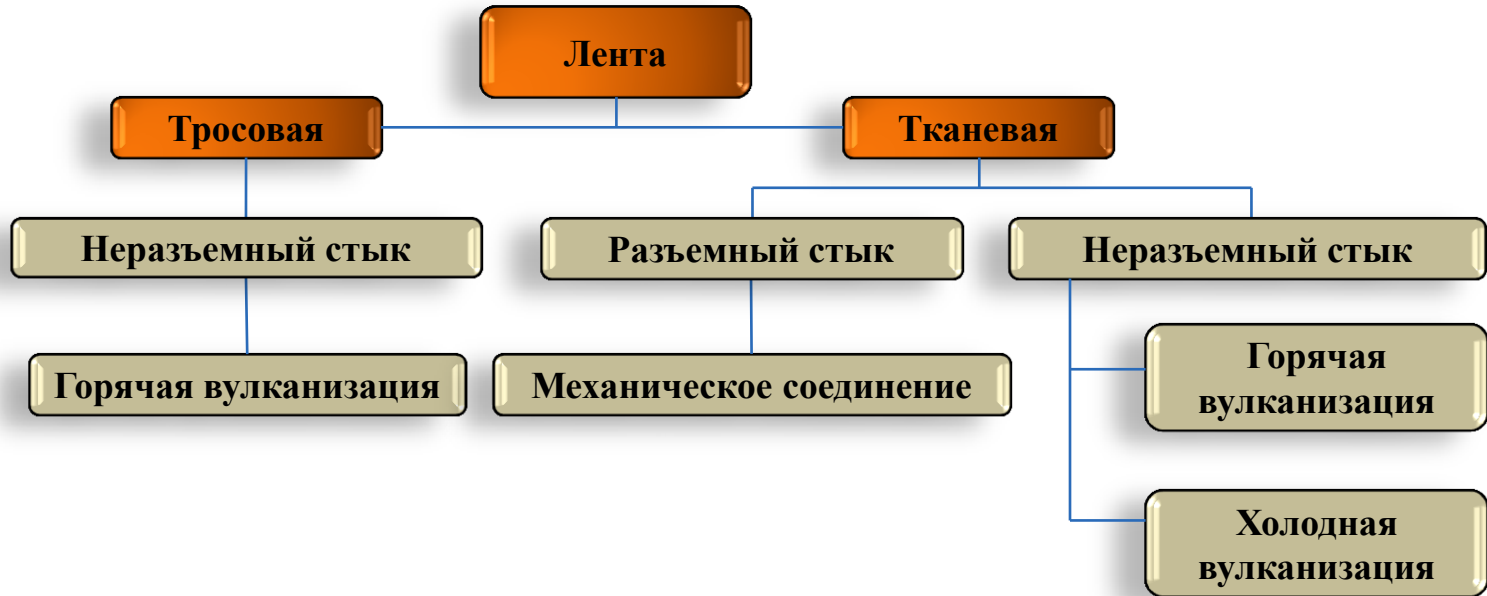 Лента
Тросовая
Тканевая
Неразъемный стык
Разъемный стык
Неразъемный стык
Горячая вулканизация
Механическое соединение
Горячая
вулканизация
Холодная
вулканизация